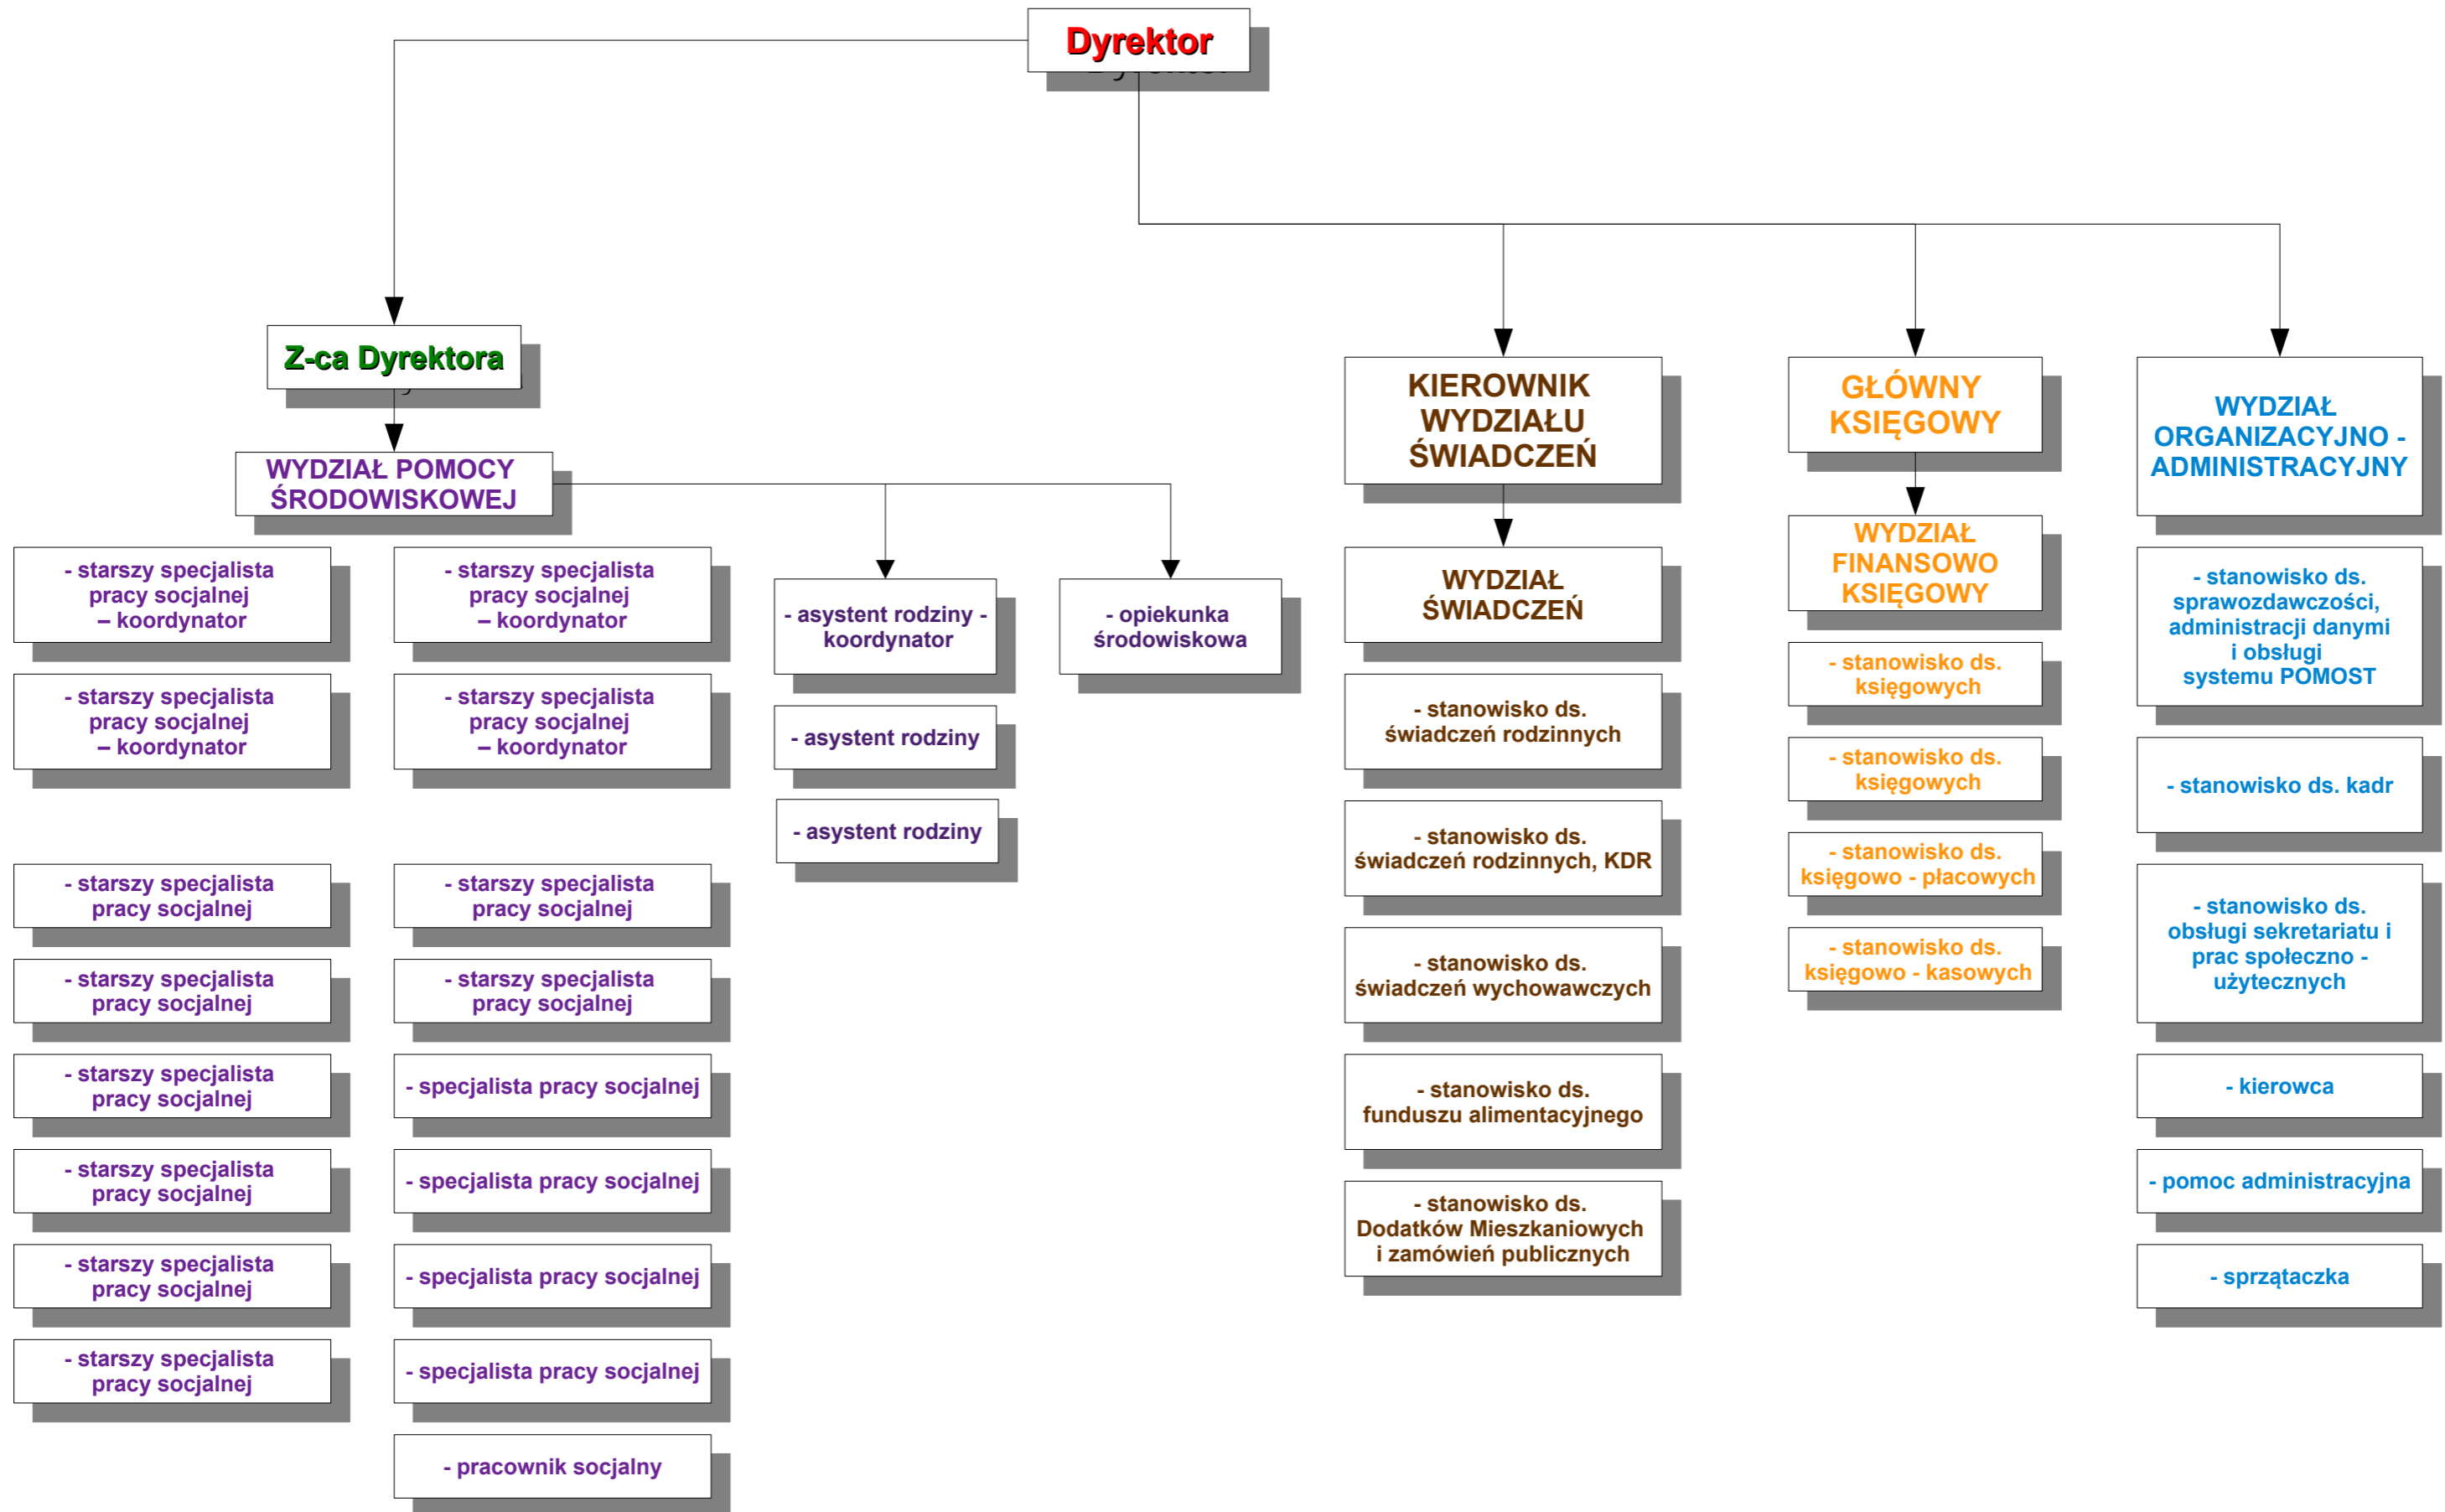 Dyrektor
Z-ca Dyrektora
WYDZIAŁ POMOCY
ŚRODOWISKOWEJ
- starszy specjalista
pracy socjalnej
– koordynator
- starszy specjalista
pracy socjalnej
– koordynator
- starszy specjalista
pracy socjalnej
– koordynator
- starszy specjalista
pracy socjalnej
– koordynator
- starszy specjalista
pracy socjalnej
- starszy specjalista
pracy socjalnej
- starszy specjalista
pracy socjalnej
- starszy specjalista
pracy socjalnej
- starszy specjalista
pracy socjalnej
- specjalista pracy socjalnej
- starszy specjalista
pracy socjalnej
- specjalista pracy socjalnej
- starszy specjalista
pracy socjalnej
- specjalista pracy socjalnej
- starszy specjalista
pracy socjalnej
- specjalista pracy socjalnej
- pracownik socjalny
- asystent rodziny -
koordynator
- asystent rodziny
- asystent rodziny
- opiekunka
środowiskowa
KIEROWNIK
WYDZIAŁU
ŚWIADCZEŃ
WYDZIAŁ
ŚWIADCZEŃ
- stanowisko ds.
świadczeń rodzinnych
- stanowisko ds.
świadczeń rodzinnych, KDR
- stanowisko ds.
świadczeń wychowawczych
- stanowisko ds.
funduszu alimentacyjnego
- stanowisko ds.
Dodatków Mieszkaniowych
i zamówień publicznych
GŁÓWNY
KSIĘGOWY
WYDZIAŁ
FINANSOWO
KSIĘGOWY
- stanowisko ds.
księgowych
- stanowisko ds.
księgowych
- stanowisko ds.
księgowo - płacowych
- stanowisko ds.
księgowo - kasowych
WYDZIAŁ
ORGANIZACYJNO -
ADMINISTRACYJNY
- stanowisko ds.
sprawozdawczości,
administracji danymi
i obsługi
systemu POMOST
- stanowisko ds. kadr
- stanowisko ds.
obsługi sekretariatu i
prac społeczno -
użytecznych
- kierowca
- pomoc administracyjna
- sprzątaczka